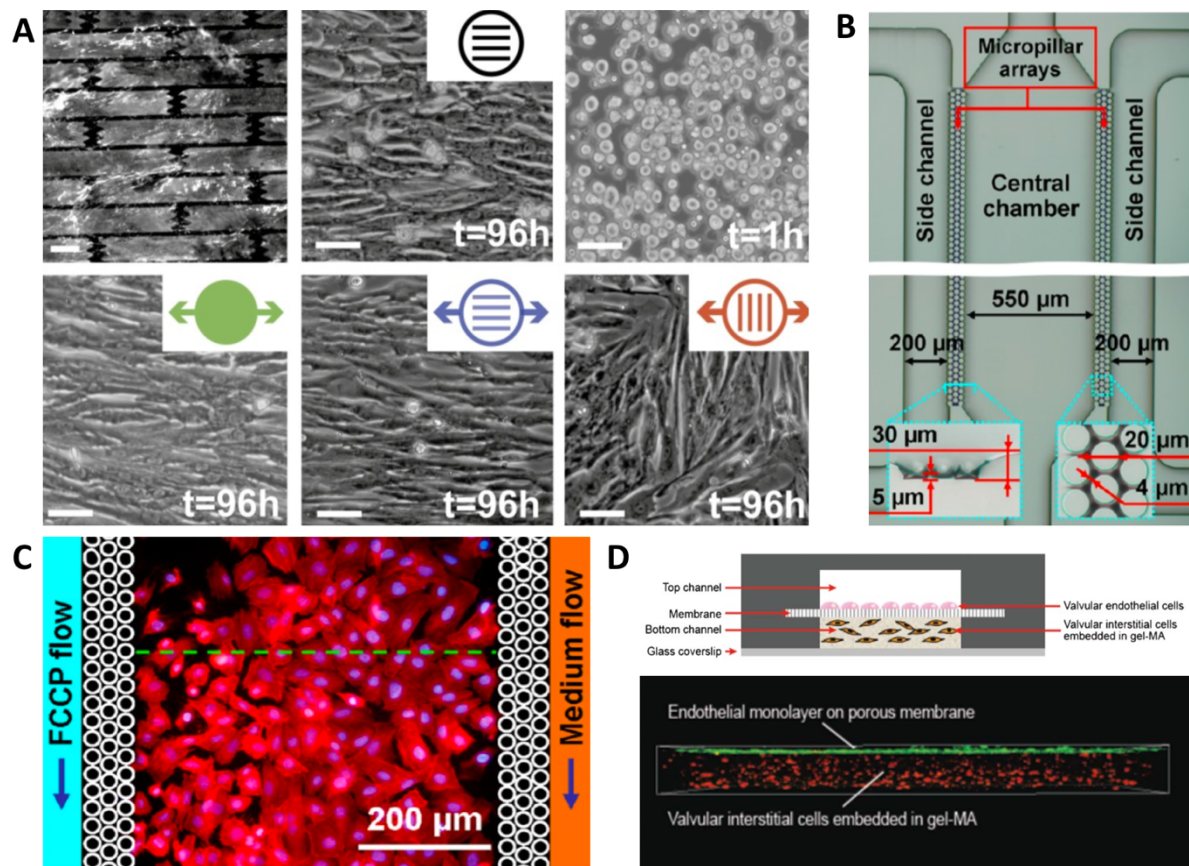 A
t=96h
t=1h
t=96h
t=96h
t=96h
B
Micropillar
arrays
Side channel
Central
chamber
Side channel
550 µm
200 µm
200 µm
30 µm
5 µm
20 µm
4 µm
C
FCCP flow
Medium flow
200 µm
D
Top channel
Membrane
Bottom channel
Glass coverslip
Valvular endothelial cells
Valvular interstitial cells
embedded in gel-MA
Endothelial monolayer on porous membrane
Valvular interstitial cells embedded in gel-MA